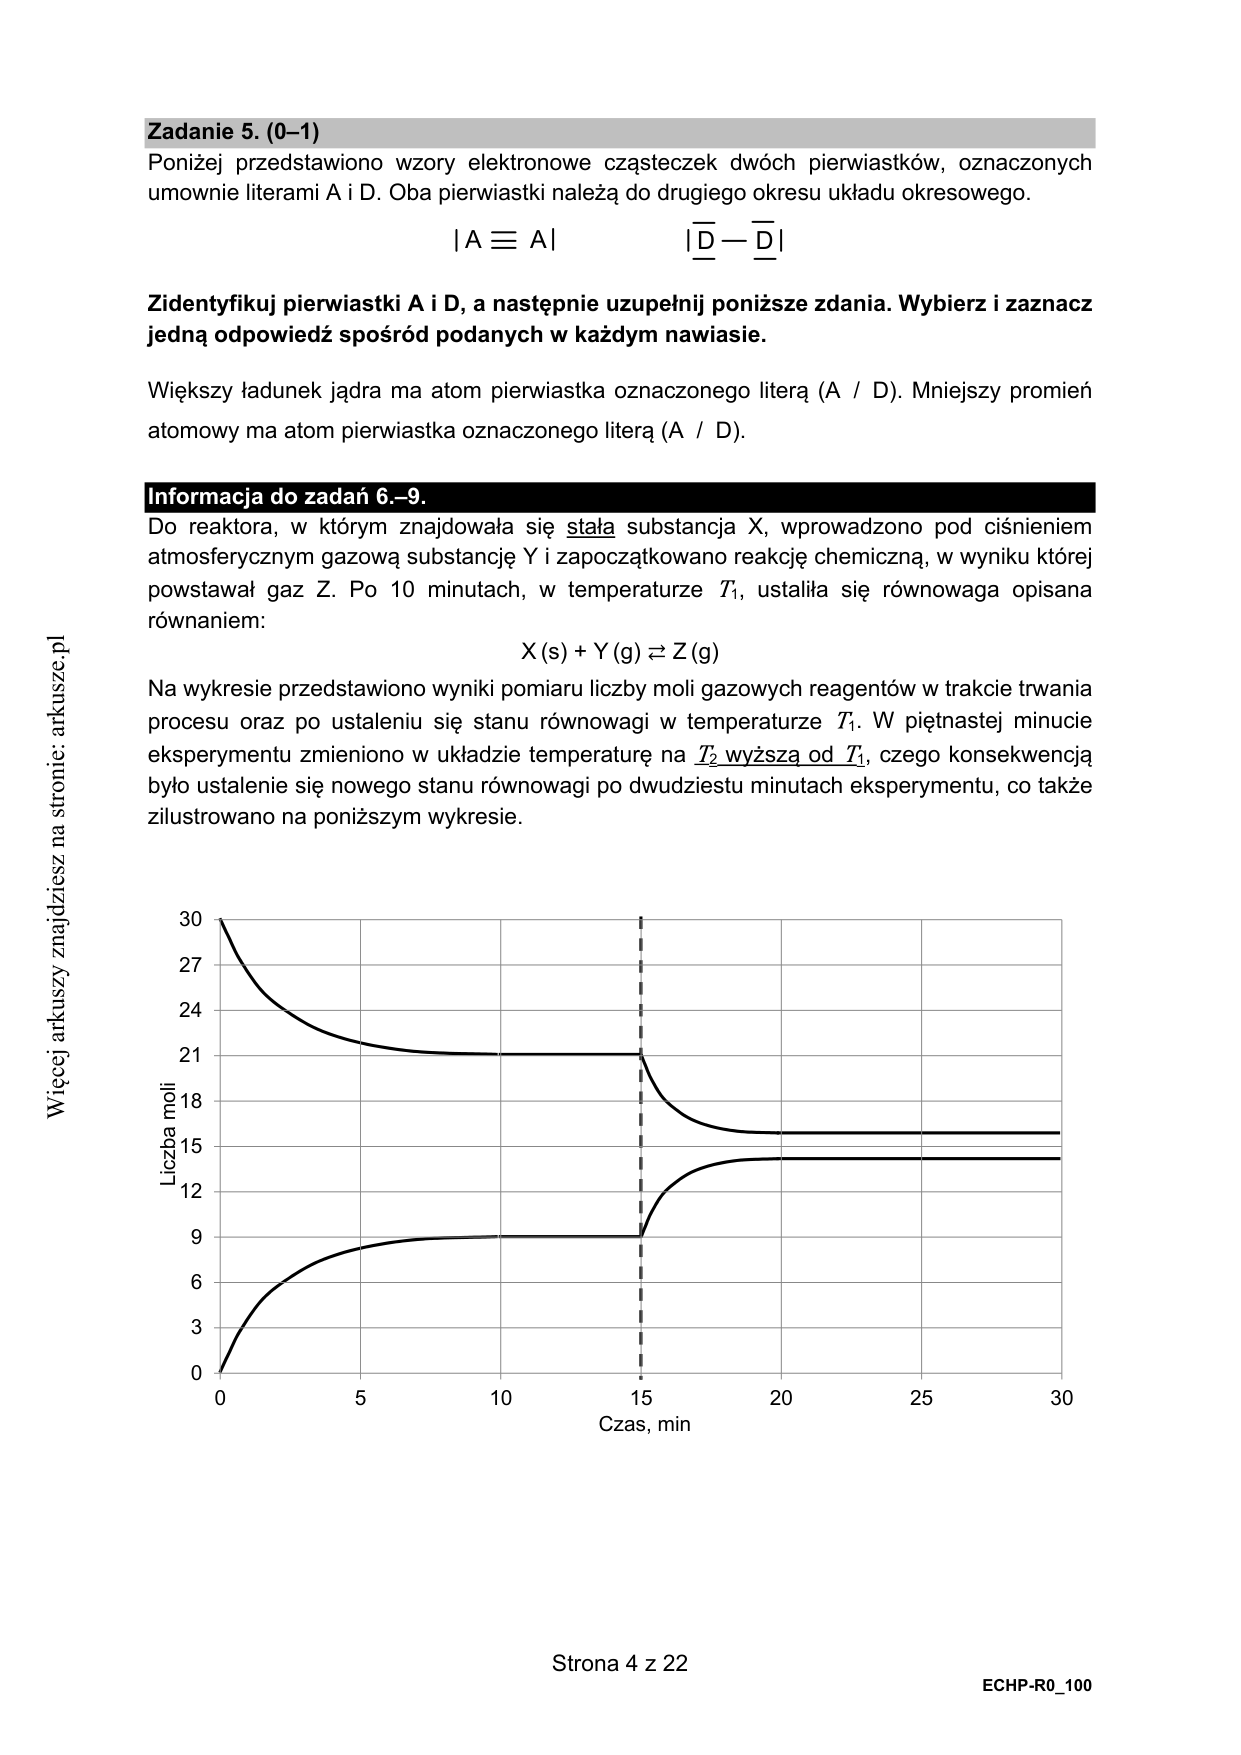 Zadanie 5. (0–1)
Poniżej przedstawiono wzory elektronowe cząsteczek dwóch pierwiastków, oznaczonych
umownie literami A i D. Oba pierwiastki należą do drugiego okresu układu okresowego.
|A ≡ A| |D — D|
Zidentyfikuj pierwiastki A i D, a następnie uzupełnij poniższe zdania. Wybierz i zaznacz
jedną odpowiedź spośród podanych w każdym nawiasie.
Większy ładunek jądra ma atom pierwiastka oznaczonego literą (A / D). Mniejszy promień
atomowy ma atom pierwiastka oznaczonego literą (A / D).
Informacja do zadań 6.–9.
Do reaktora, w którym znajdowała się stała substancja X, wprowadzono pod ciśnieniem
atmosferycznym gazową substancję Y i zapoczątkowano reakcję chemiczną, w wyniku której
powstawał gaz Z. Po 10 minutach, w temperaturze T1, ustaliła się równowaga opisana
równaniem:
X (s) + Y (g) ⇄ Z (g)
Na wykresie przedstawiono wyniki pomiaru liczby moli gazowych reagentów w trakcie trwania
procesu oraz po ustaleniu się stanu równowagi w temperaturze T1. W piętnastej minucie
eksperymentu zmieniono w układzie temperaturę na T2 wyższą od T1, czego konsekwencją
było ustalenie się nowego stanu równowagi po dwudziestu minutach eksperymentu, co także
zilustrowano na poniższym wykresie.
30
27
24
21
18
15
12
9
6
3
0
Liczba moli
0 5 10 15 20 25 30
Czas, min
Strona 4 z 22
ECHP-R0_100
Więcej arkuszy znajdziesz na stronie: arkusze.pl